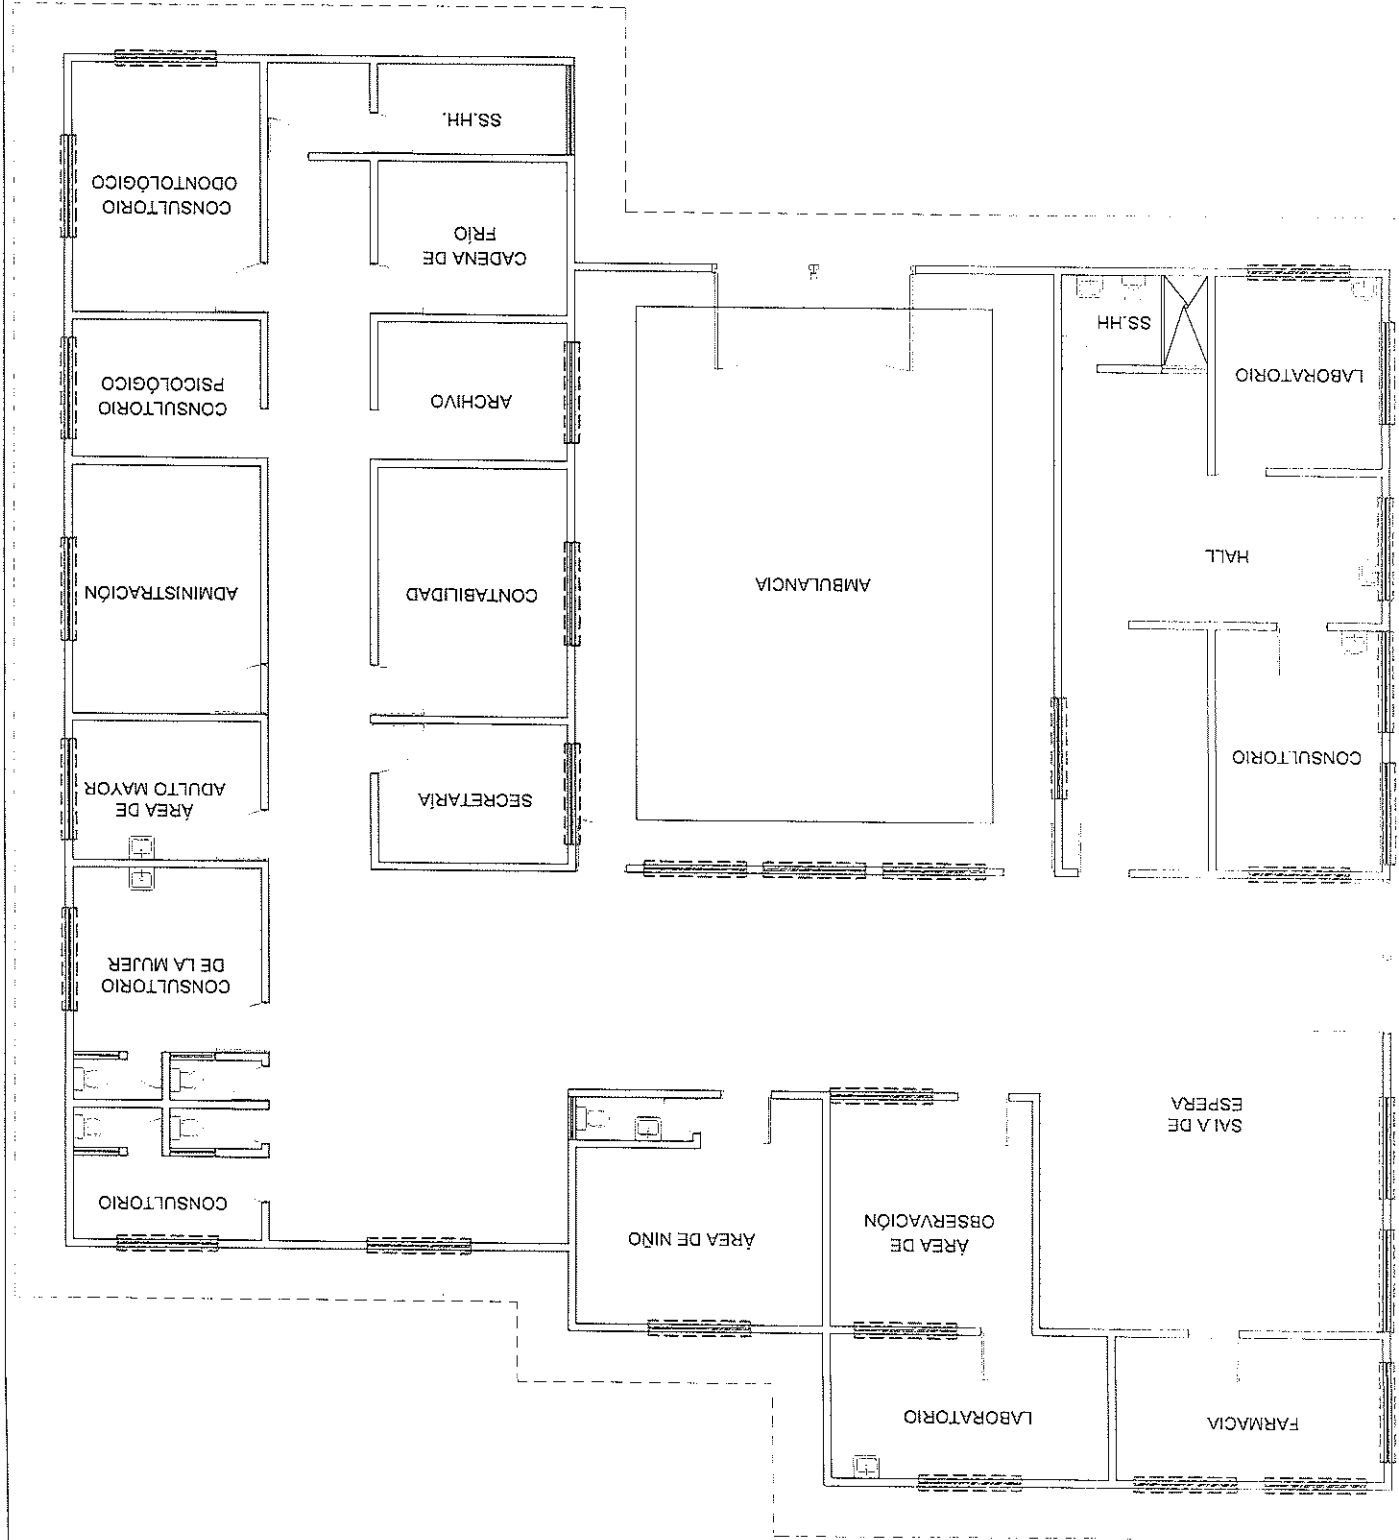 FARMACIA
LABORATORIO
SALA DE
ESPERA
ÁREA DE
OBSERVACIÓN
ÁREA DE NIÑO
CONSULTORIO
CONSULTORIO
DE LA MUJER
CONSULTORIO
SECRETARÍA
ÁREA DE
ADULTO MAYOR
HALL
AMBULANCIA
CONTABILIDAD
ADMINISTRACIÓN
LABORATORIO
ARCHIVO
CONSULTORIO
PSICOLÓGICO
SS.HH
CADENA DE
FRÍO
CONSULTORIO
ODONTOLÓGICO
SS.HH.